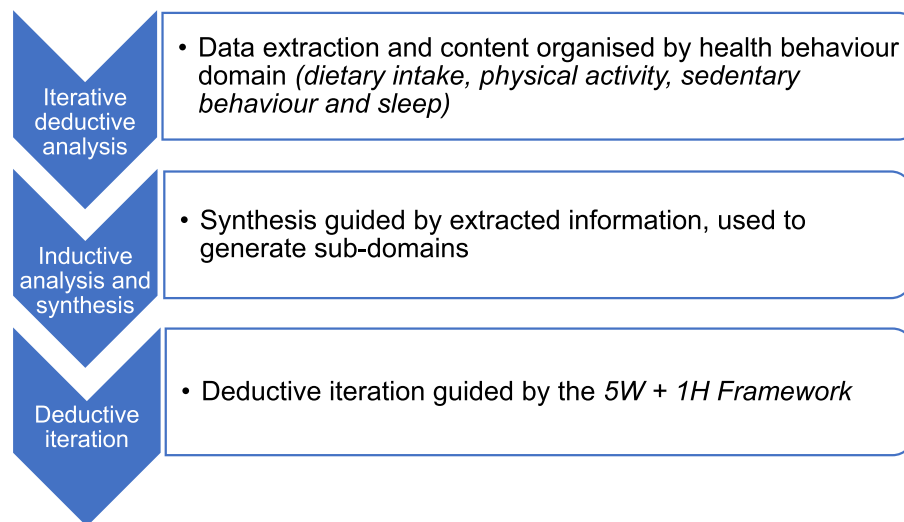 Iterative
deductive
analysis
• Data extraction and content organised by health behaviour
domain (dietary intake, physical activity, sedentary
behaviour and sleep)
Inductive
analysis and
synthesis
• Synthesis guided by extracted information, used to
generate sub-domains
Deductive
iteration
• Deductive iteration guided by the 5W + 1H Framework